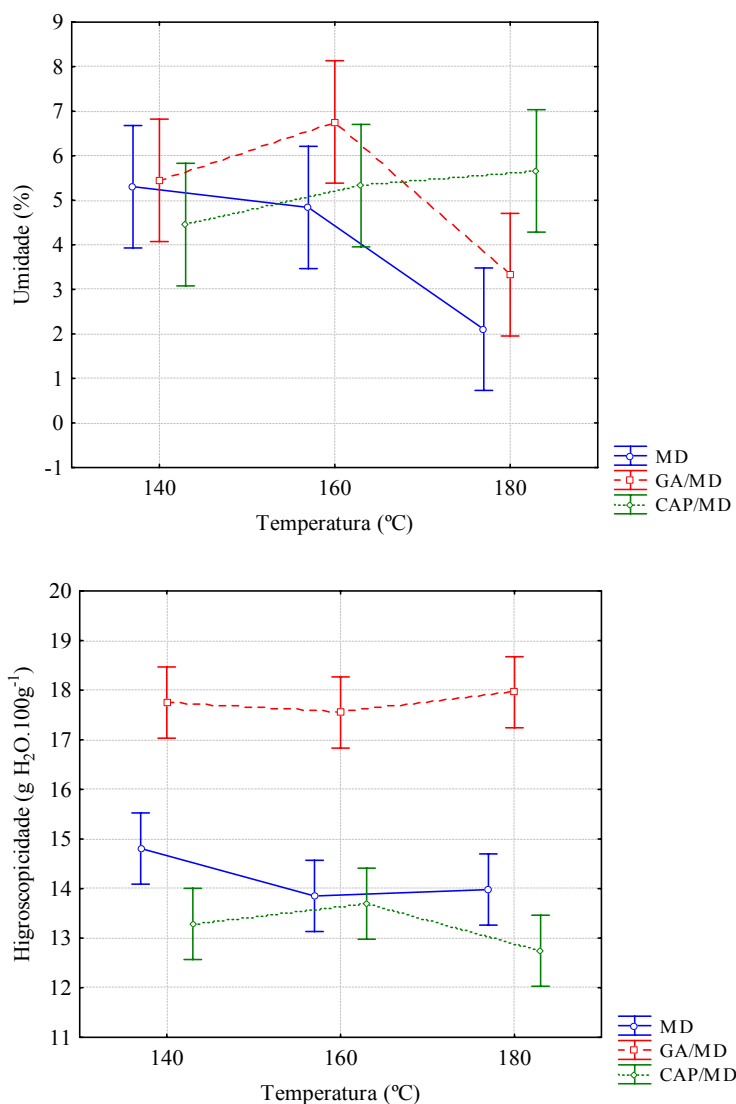 9
8
7
6
5
4
3
2
1
0
-1
Umidade (%)
140 160 180
Temperatura (ºC)
MD
GA/MD
CAP/MD
20
19
18
17
16
15
14
13
12
11
Higroscopicidade (g H₂O.100g⁻¹)
140 160 180
Temperatura (ºC)
MD
GA/MD
CAP/MD